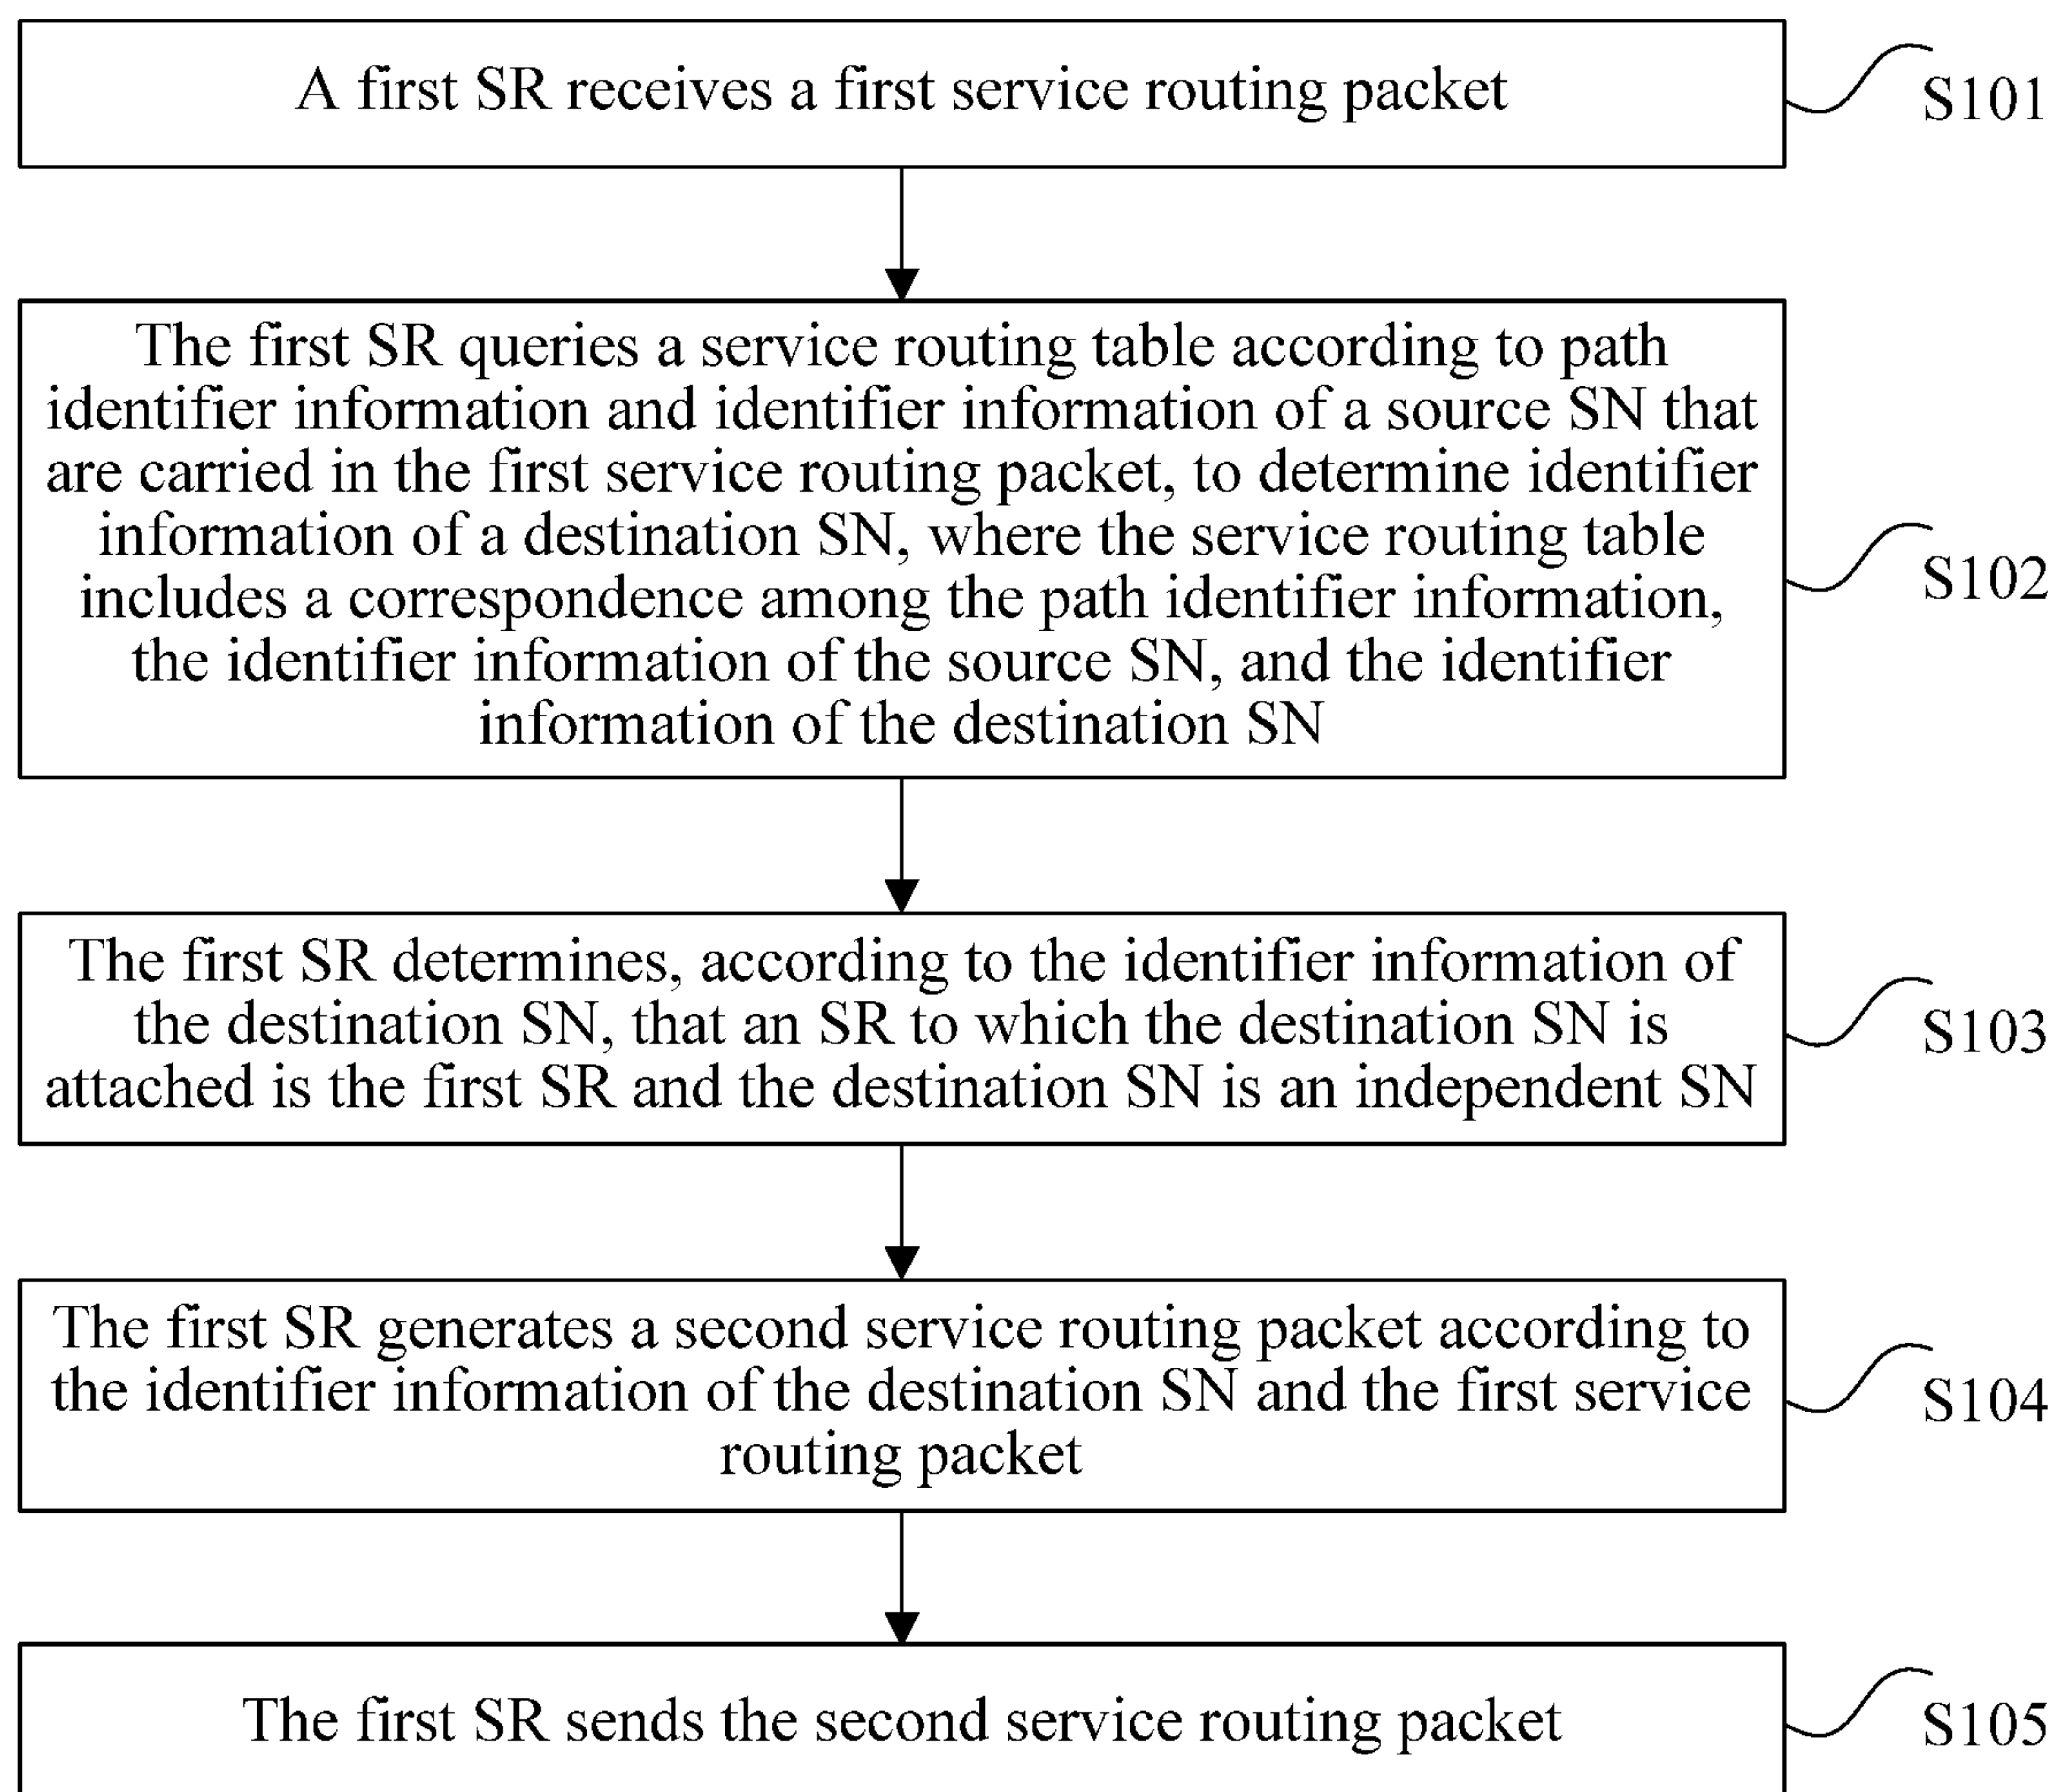 A first SR receives a first service routing packet
S101
The first SR queries a service routing table according to path
identifier information and identifier information of a source SN that
are carried in the first service routing packet, to determine identifier
information of a destination SN, where the service routing table
includes a correspondence among the path identifier information,
the identifier information of the source SN, and the identifier
information of the destination SN
S102
The first SR determines, according to the identifier information of
the destination SN, that an SR to which the destination SN is
attached is the first SR and the destination SN is an independent SN
S103
The first SR generates a second service routing packet according to
the identifier information of the destination SN and the first service
routing packet
S104
The first SR sends the second service routing packet
S105